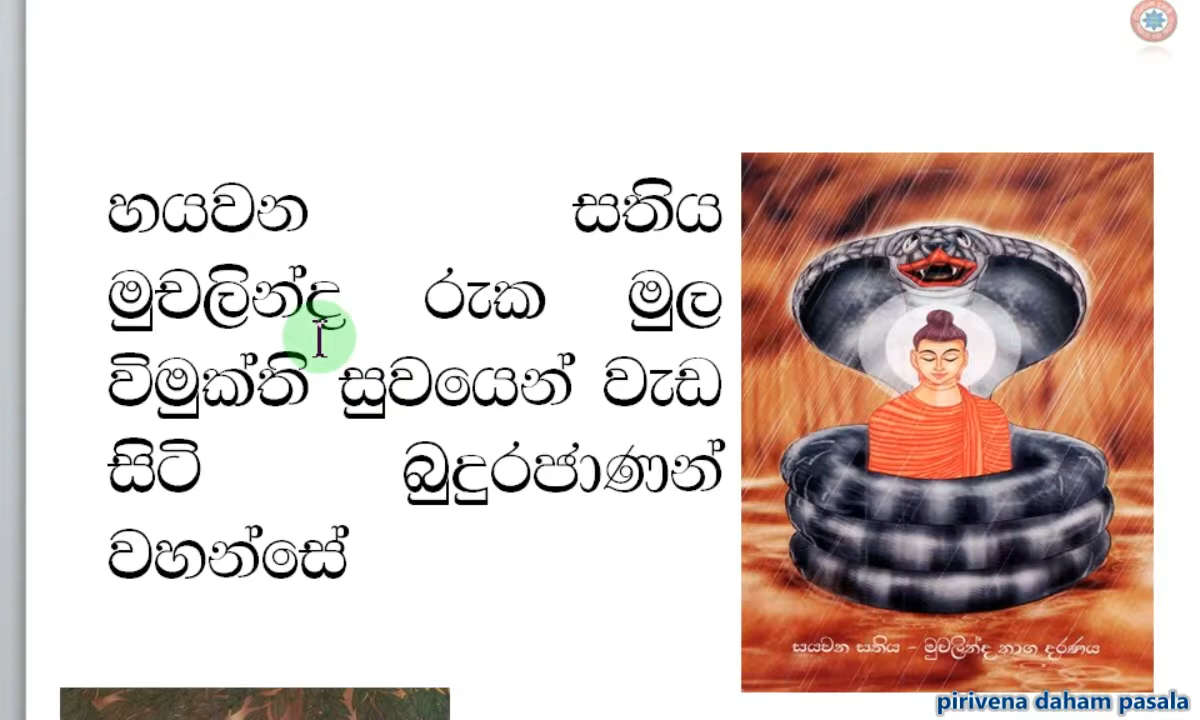 හයවන සතිය
මුචලින්ද රුක මුල
විමුක්ති සුවයෙන් වැඩ
සිටි බුදුරජාණන්
වහන්සේ
සයවන සතිය - මුචලින්ද නාග දරණය
pirivena daham pasala